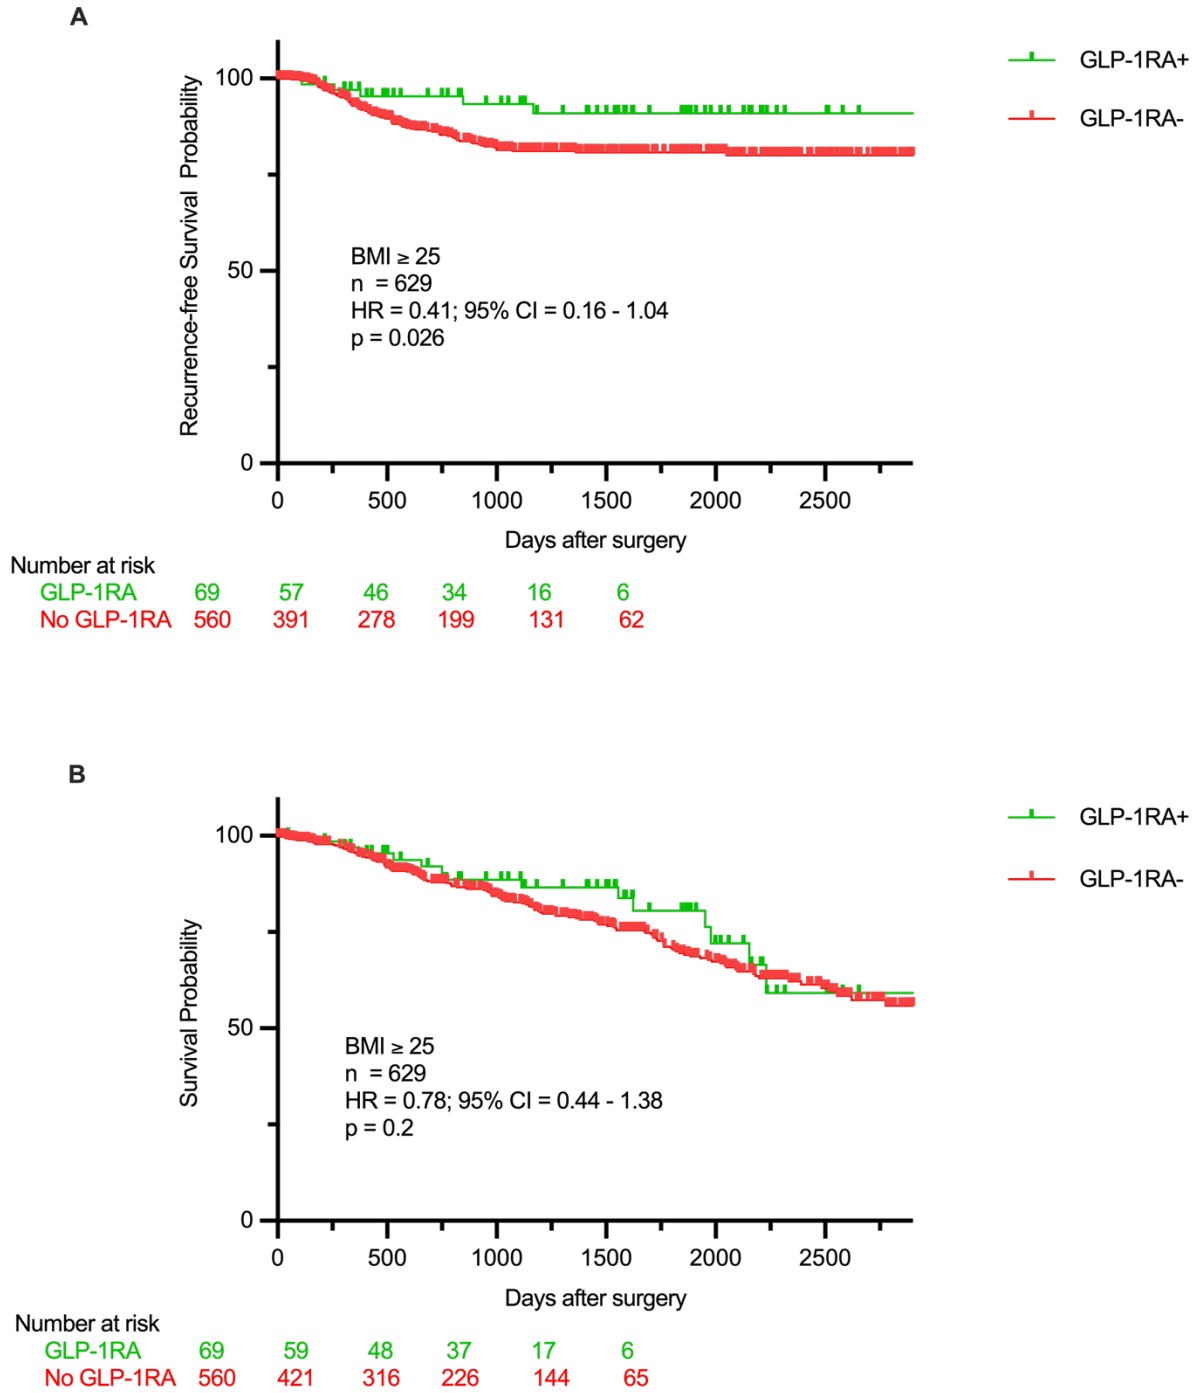 A
GLP-1RA+
GLP-1RA-
Recurrence-free Survival Probability
100
50
0
BMI ≥ 25
n = 629
HR = 0.41; 95% CI = 0.16 - 1.04
p = 0.026
0 500 1000 1500 2000 2500
Days after surgery
Number at risk
GLP-1RA 69 57 46 34 16 6
No GLP-1RA 560 391 278 199 131 62
B
GLP-1RA+
GLP-1RA-
Survival Probability
100
50
0
BMI ≥ 25
n = 629
HR = 0.78; 95% CI = 0.44 - 1.38
p = 0.2
0 500 1000 1500 2000 2500
Days after surgery
Number at risk
GLP-1RA 69 59 48 37 17 6
No GLP-1RA 560 421 316 226 144 65